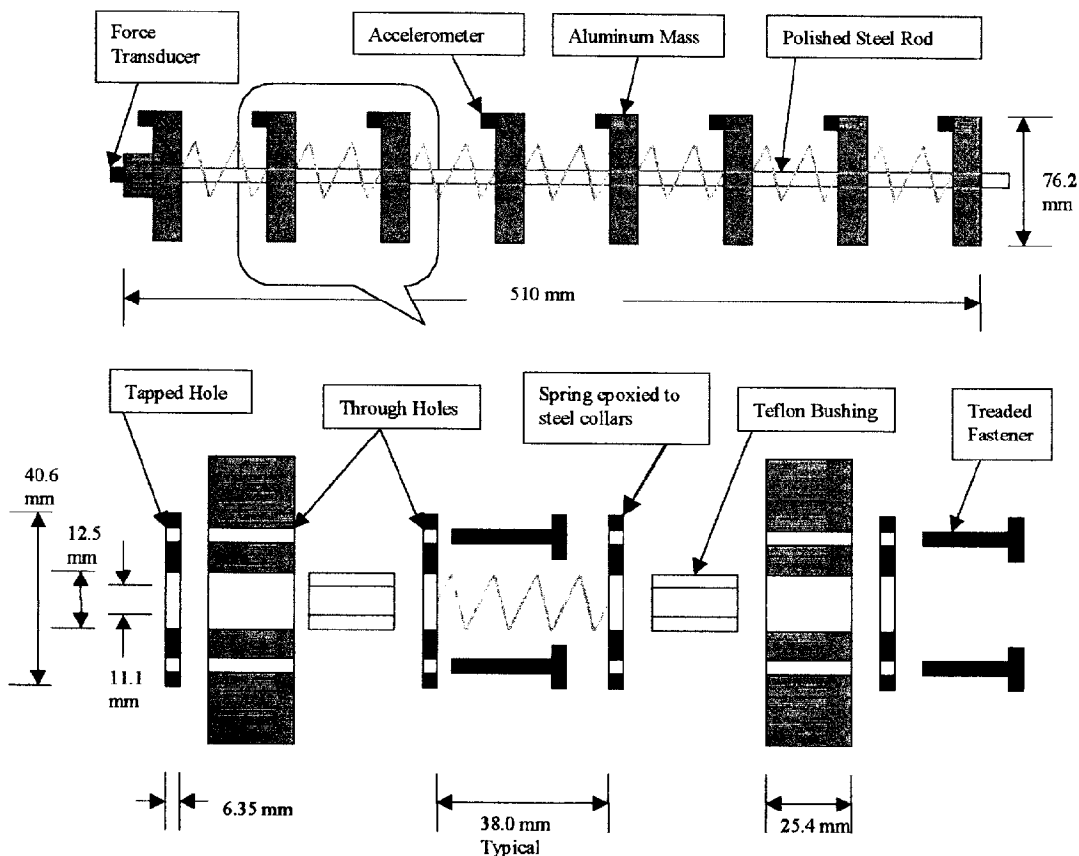 Force
Transducer
Accelerometer
Aluminum Mass
Polished Steel Rod
76.2
mm
510 mm
Tapped Hole
Through Holes
Spring epoxied to
steel collars
Teflon Bushing
Treaded
Fastener
40.6
mm
12.5
mm
11.1
mm
6.35 mm
38.0 mm
Typical
25.4 mm